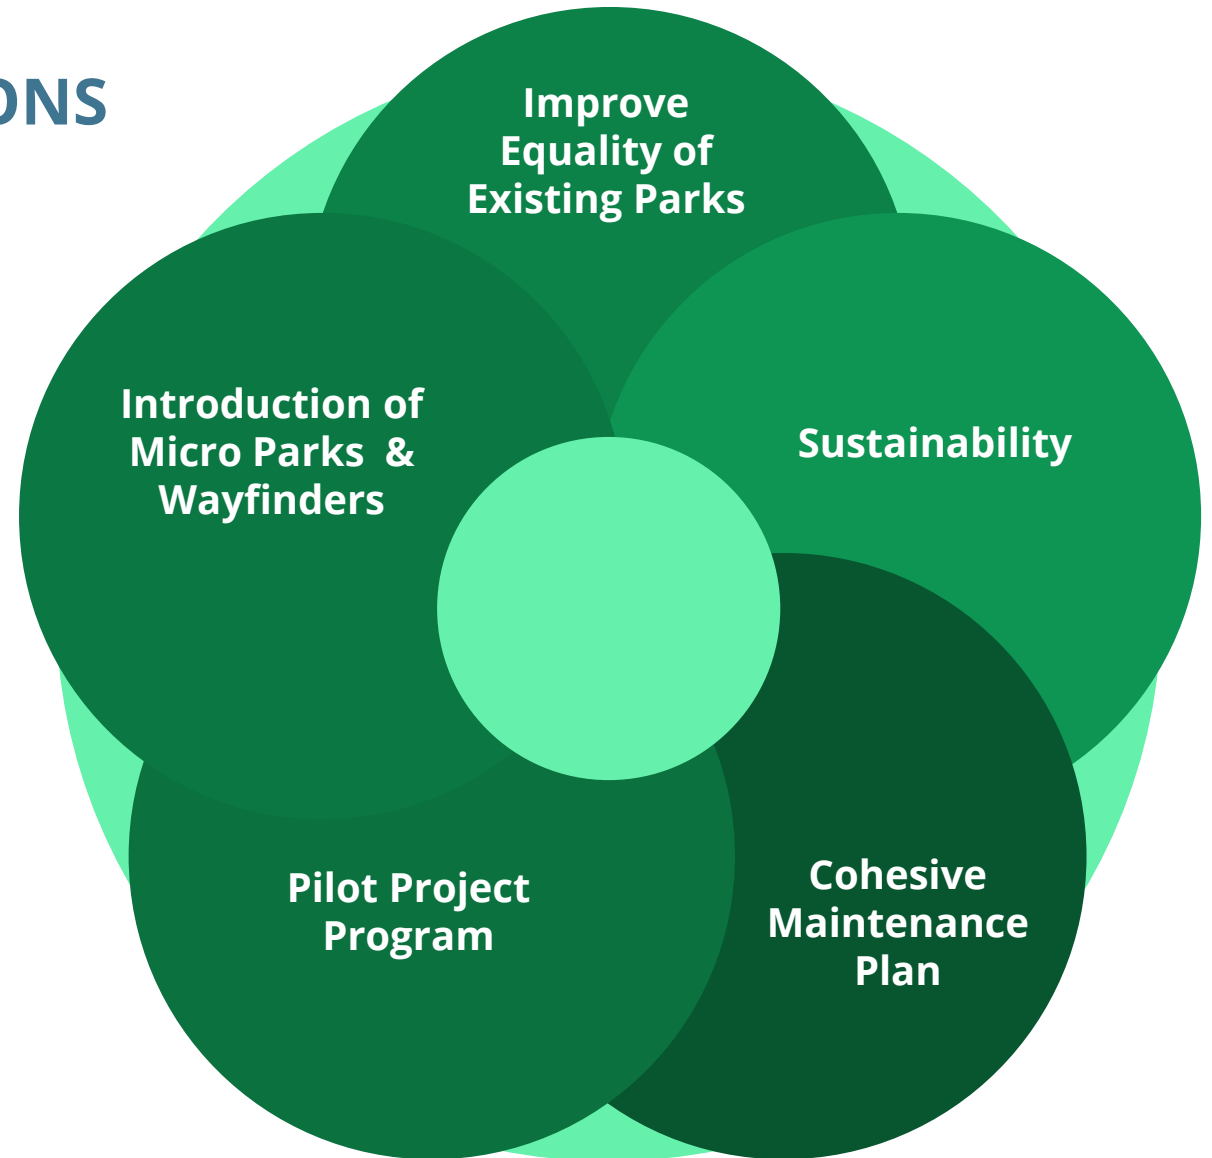 ONS
Improve
Equality of
Existing Parks
Introduction of
Micro Parks  &
Wayfinders
Sustainability
Pilot Project
Program
Cohesive
Maintenance
Plan